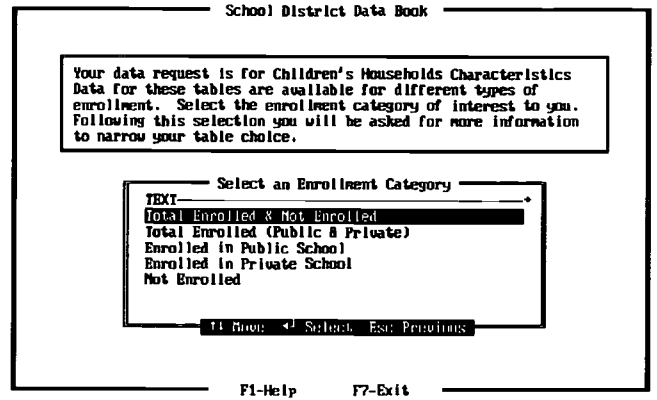 School District Data Book
Your data request is for Children's Households Characteristics
Data for these tables are available for different types of
enrollment. Select the enrollment category of interest to you.
Following this selection you will be asked for more information
to narrow your table choice.
Select an Enrollment Category
TEXT
Total Enrolled & Not Enrolled
Total Enrolled (Public & Private)
Enrolled in Public School
Enrolled in Private School
Not Enrolled
↑↓ Move ◄┘ Select Esc Previous
F1-Help F7-Exit